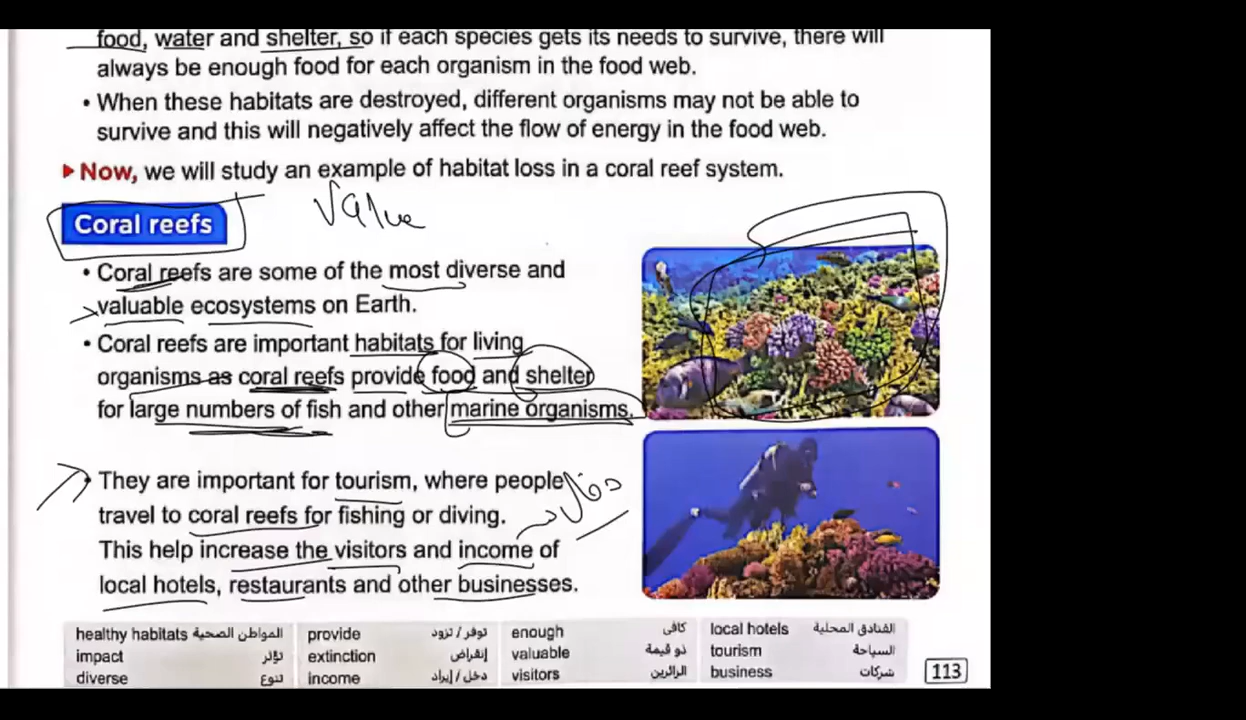 food, water and shelter, so if each species gets its needs to survive, there will
always be enough food for each organism in the food web.
• When these habitats are destroyed, different organisms may not be able to
survive and this will negatively affect the flow of energy in the food web.
Now, we will study an example of habitat loss in a coral reef system.
Coral reefs
Value
• Coral reefs are some of the most diverse and
valuable ecosystems on Earth.
• Coral reefs are important habitats for living
organisms as coral reefs provide food and shelter
for large numbers of fish and other marine organisms.
• They are important for tourism, where people
travel to coral reefs for fishing or diving.
This help increase the visitors and income of
local hotels, restaurants and other businesses.
healthy habitats المواطن الصحية provide توفر / تزود enough كافى local hotels الفنادق المحلية
impact تؤثر extinction إنقراض valuable ذو قيمة tourism السياحة
diverse تنوع income دخل / إيراد visitors الزائرين business شركات
113